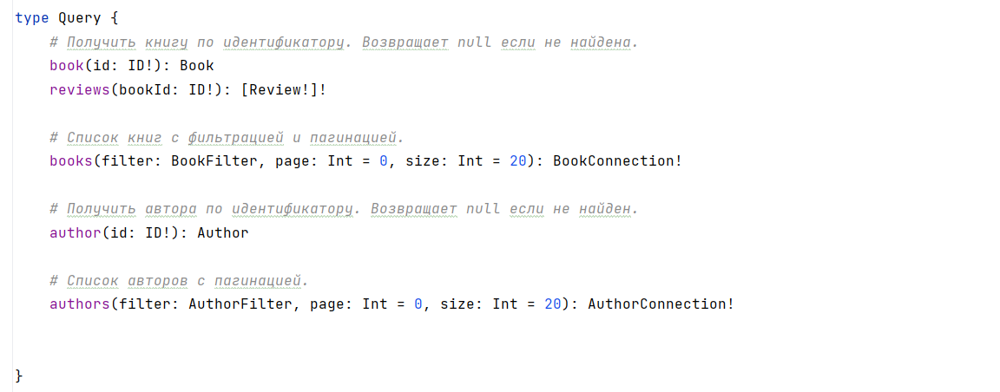 type Query {
# Получить книгу по идентификатору. Возвращает null если не найдена.
book(id: ID!): Book
reviews(bookId: ID!): [Review!]!
# Список книг с фильтрацией и пагинацией.
books(filter: BookFilter, page: Int = 0, size: Int = 20): BookConnection!
# Получить автора по идентификатору. Возвращает null если не найден.
author(id: ID!): Author
# Список авторов с пагинацией.
authors(filter: AuthorFilter, page: Int = 0, size: Int = 20): AuthorConnection!
}